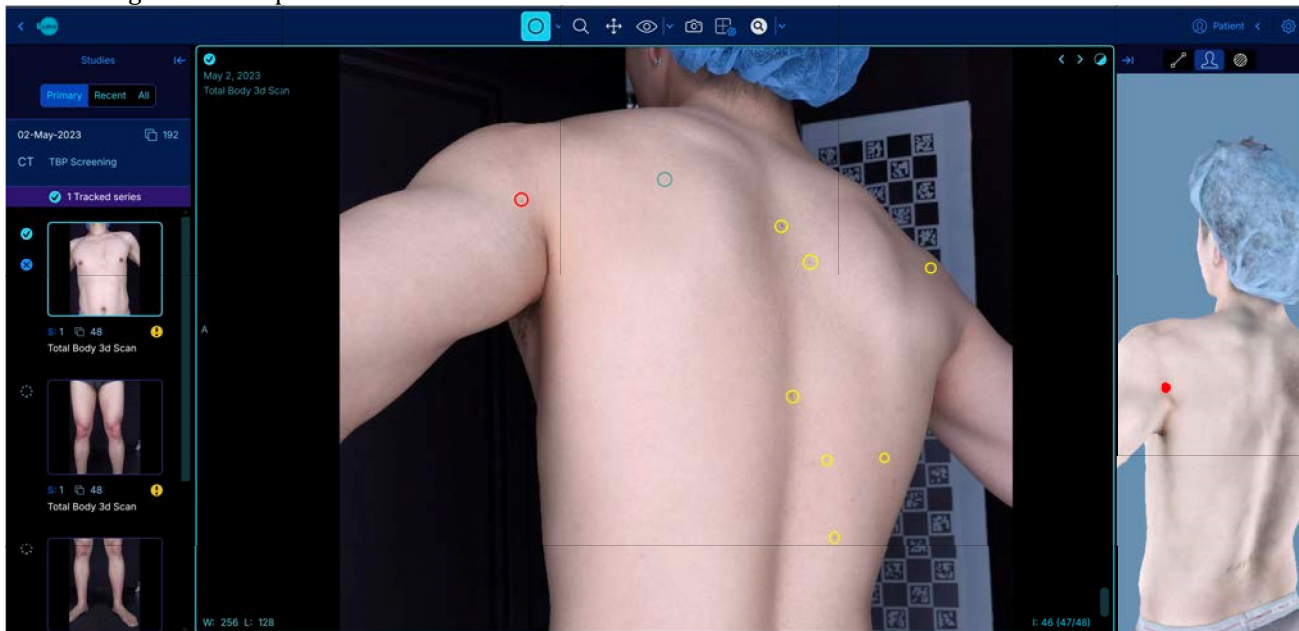 Patient
Studies
Primary Recent All
02-May-2023 192
CT TBP Screening
1 Tracked series
S: 1 48
Total Body 3d Scan
S: 1 48
Total Body 3d Scan
May 2, 2023
Total Body 3d Scan
A
W: 256 L: 128
I: 46 (47/48)